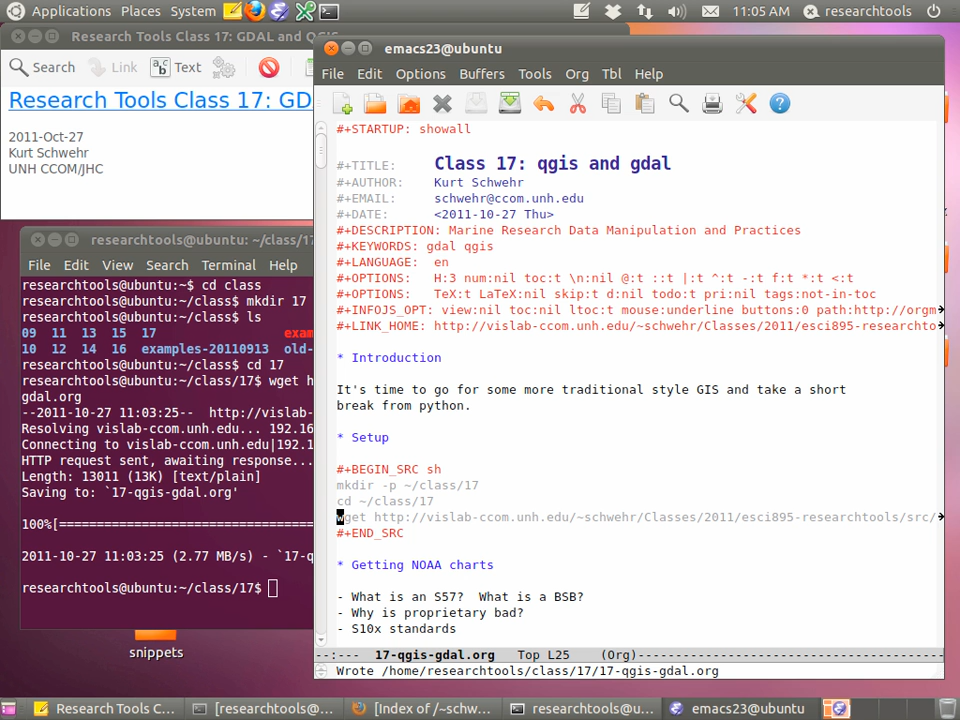 Applications Places System
11:05 AM researchtools
Research Tools Class 17: GDAL and QGIS
Search Link Text
Research Tools Class 17: GD
2011-Oct-27
Kurt Schwehr
UNH CCOM/JHC
researchtools@ubuntu: ~/class/17
File Edit View Search Terminal Help
researchtools@ubuntu:~$ cd class
researchtools@ubuntu:~/class$ mkdir 17
researchtools@ubuntu:~/class$ ls
09 11 13 15 17 exam
10 12 14 16 examples-20110913 old-
researchtools@ubuntu:~/class$ cd 17
researchtools@ubuntu:~/class/17$ wget h
gdal.org
--2011-10-27 11:03:25-- http://vislab-
Resolving vislab-ccom.unh.edu... 192.16
Connecting to vislab-ccom.unh.edu|192.1
HTTP request sent, awaiting response...
Length: 13011 (13K) [text/plain]
Saving to: `17-qgis-gdal.org'
100%[==================================
2011-10-27 11:03:25 (2.77 MB/s) - `17-q
researchtools@ubuntu:~/class/17$
snippets
emacs23@ubuntu
File Edit Options Buffers Tools Org Tbl Help
#+STARTUP: showall
#+TITLE: Class 17: qgis and gdal
#+AUTHOR: Kurt Schwehr
#+EMAIL: schwehr@ccom.unh.edu
#+DATE: <2011-10-27 Thu>
#+DESCRIPTION: Marine Research Data Manipulation and Practices
#+KEYWORDS: gdal qgis
#+LANGUAGE: en
#+OPTIONS: H:3 num:nil toc:t \n:nil @:t ::t |:t ^:t -:t f:t *:t <:t
#+OPTIONS: TeX:t LaTeX:nil skip:t d:nil todo:t pri:nil tags:not-in-toc
#+INFOJS_OPT: view:nil toc:nil ltoc:t mouse:underline buttons:0 path:http://orgm
#+LINK_HOME: http://vislab-ccom.unh.edu/~schwehr/Classes/2011/esci895-researchto
* Introduction
It's time to go for some more traditional style GIS and take a short
break from python.
* Setup
#+BEGIN_SRC sh
mkdir -p ~/class/17
cd ~/class/17
wget http://vislab-ccom.unh.edu/~schwehr/Classes/2011/esci895-researchtools/src/
#+END_SRC
* Getting NOAA charts
- What is an S57? What is a BSB?
- Why is proprietary bad?
- S10x standards
--:--- 17-qgis-gdal.org Top L25 (Org)
Wrote /home/researchtools/class/17/17-qgis-gdal.org
Research Tools C... [researchtools@... [Index of /~schw... researchtools@u... emacs23@ubuntu